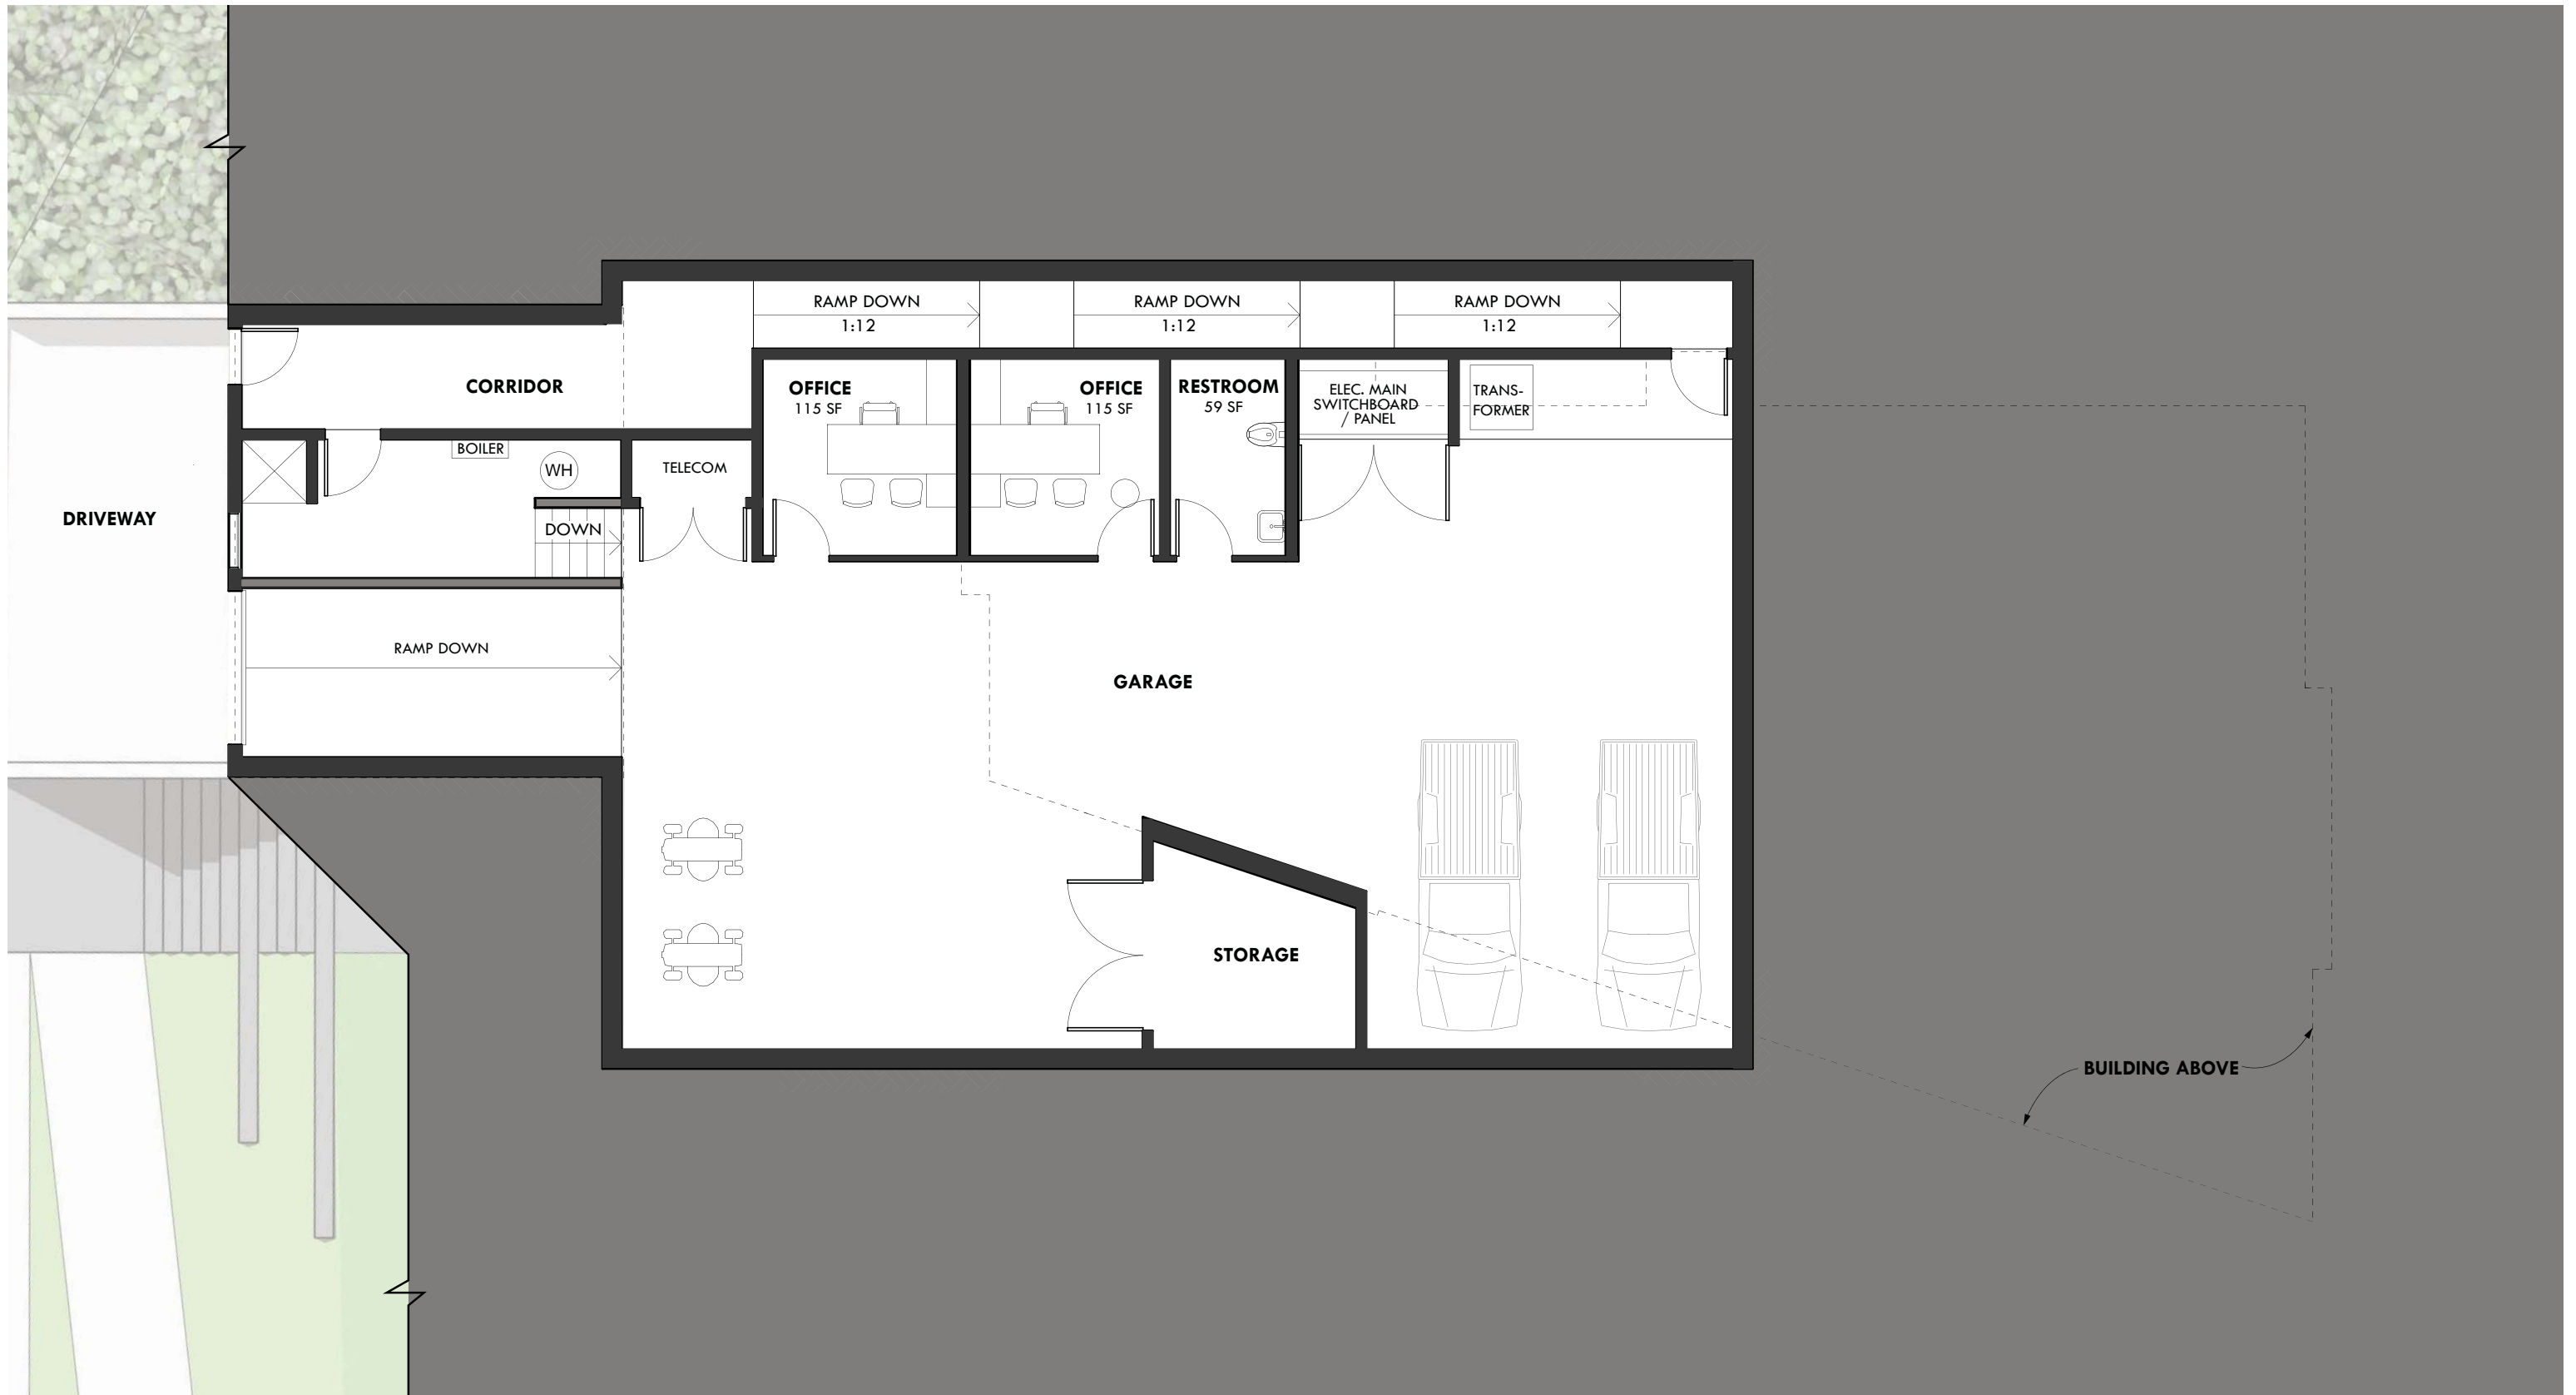 RAMP DOWN
1:12
RAMP DOWN
1:12
RAMP DOWN
1:12
CORRIDOR
OFFICE
115 SF
OFFICE
115 SF
RESTROOM
59 SF
ELEC. MAIN
SWITCHBOARD
/ PANEL
TRANS-
FORMER
BOILER
WH
TELECOM
DRIVEWAY
DOWN
RAMP DOWN
GARAGE
STORAGE
BUILDING ABOVE